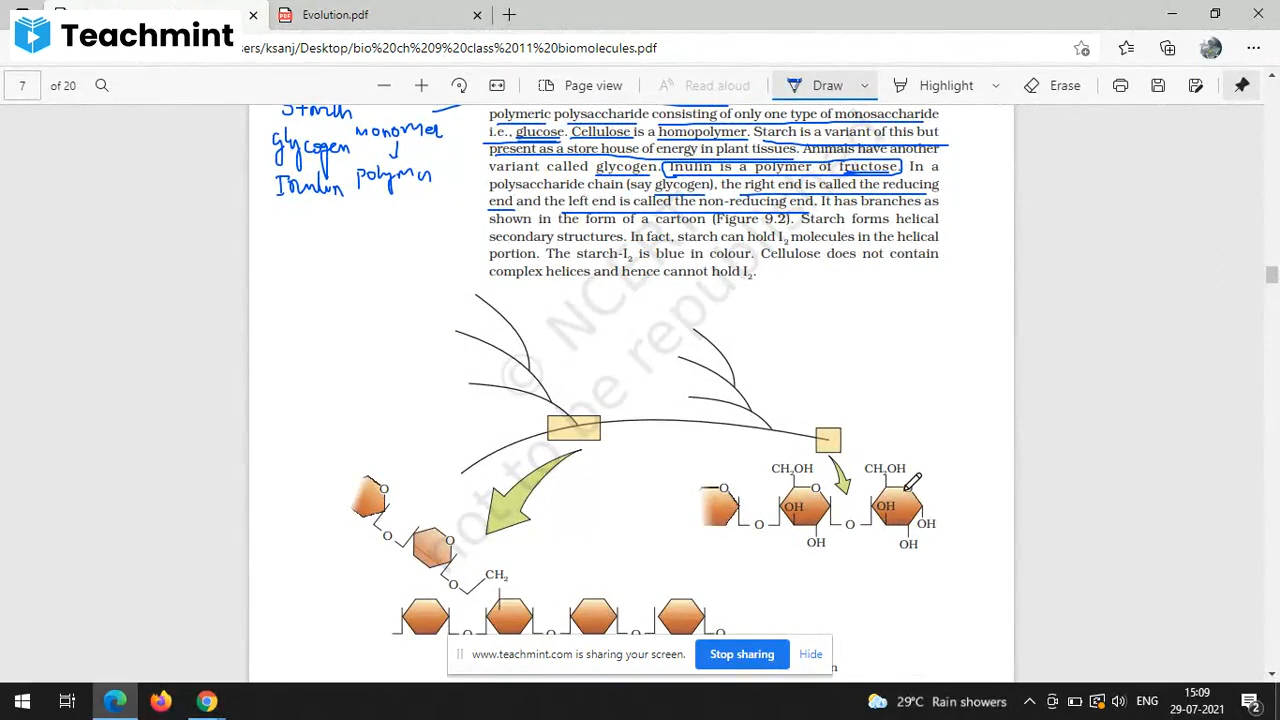 Evolution.pdf
Teachmint
ers/ksanj/Desktop/bio%20ch%209%20class%2011%20biomolecules.pdf
7 of 20
Page view
Read aloud
Draw
Highlight
Erase
Starch
Glycogen
Inulin
monomer
polymer
polymeric polysaccharide consisting of only one type of monosaccharide
i.e., glucose. Cellulose is a homopolymer. Starch is a variant of this but
present as a store house of energy in plant tissues. Animals have another
variant called glycogen. Inulin is a polymer of fructose. In a
polysaccharide chain (say glycogen), the right end is called the reducing
end and the left end is called the non-reducing end. It has branches as
shown in the form of a cartoon (Figure 9.2). Starch forms helical
secondary structures. In fact, starch can hold I2 molecules in the helical
portion. The starch-I2 is blue in colour. Cellulose does not contain
complex helices and hence cannot hold I2.
© NCERT
not to be republished
CH2OH CH2OH
O O O
O OH OH
O O OH
OH OH
O
O
CH2
O
O O O O
www.teachmint.com is sharing your screen.
Stop sharing
Hide
29°C Rain showers
ENG
15:09
29-07-2021
2